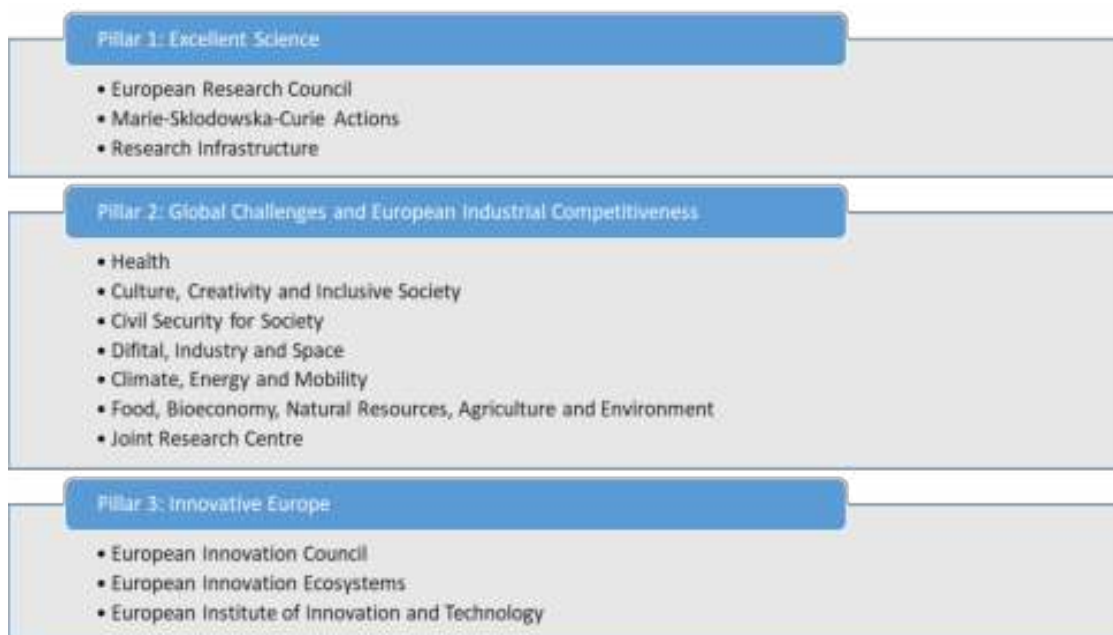 Pillar 1: Excellent Science
• European Research Council
• Marie-Sklodowska-Curie Actions
• Research Infrastructure
Pillar 2: Global Challenges and European Industrial Competitiveness
• Health
• Culture, Creativity and Inclusive Society
• Civil Security for Society
• Difital, Industry and Space
• Climate, Energy and Mobility
• Food, Bioeconomy, Natural Resources, Agriculture and Environment
• Joint Research Centre
Pillar 3: Innovative Europe
• European Innovation Council
• European Innovation Ecosystems
• European Institute of Innovation and Technology